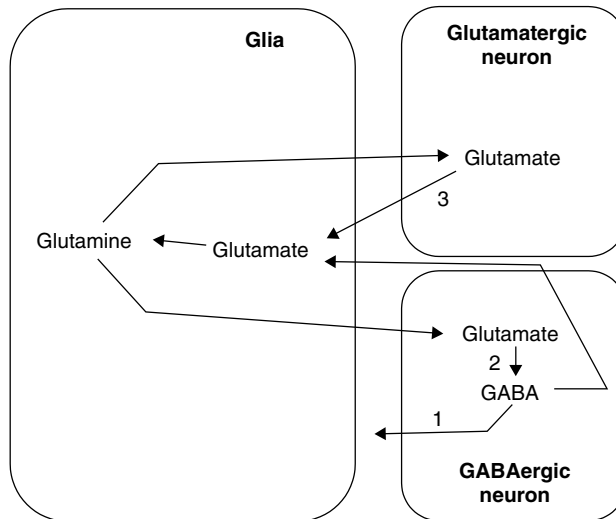 Glia
Glutamatergic
neuron
Glutamate
3
Glutamine
Glutamate
Glutamate
2
GABA
1
GABAergic
neuron